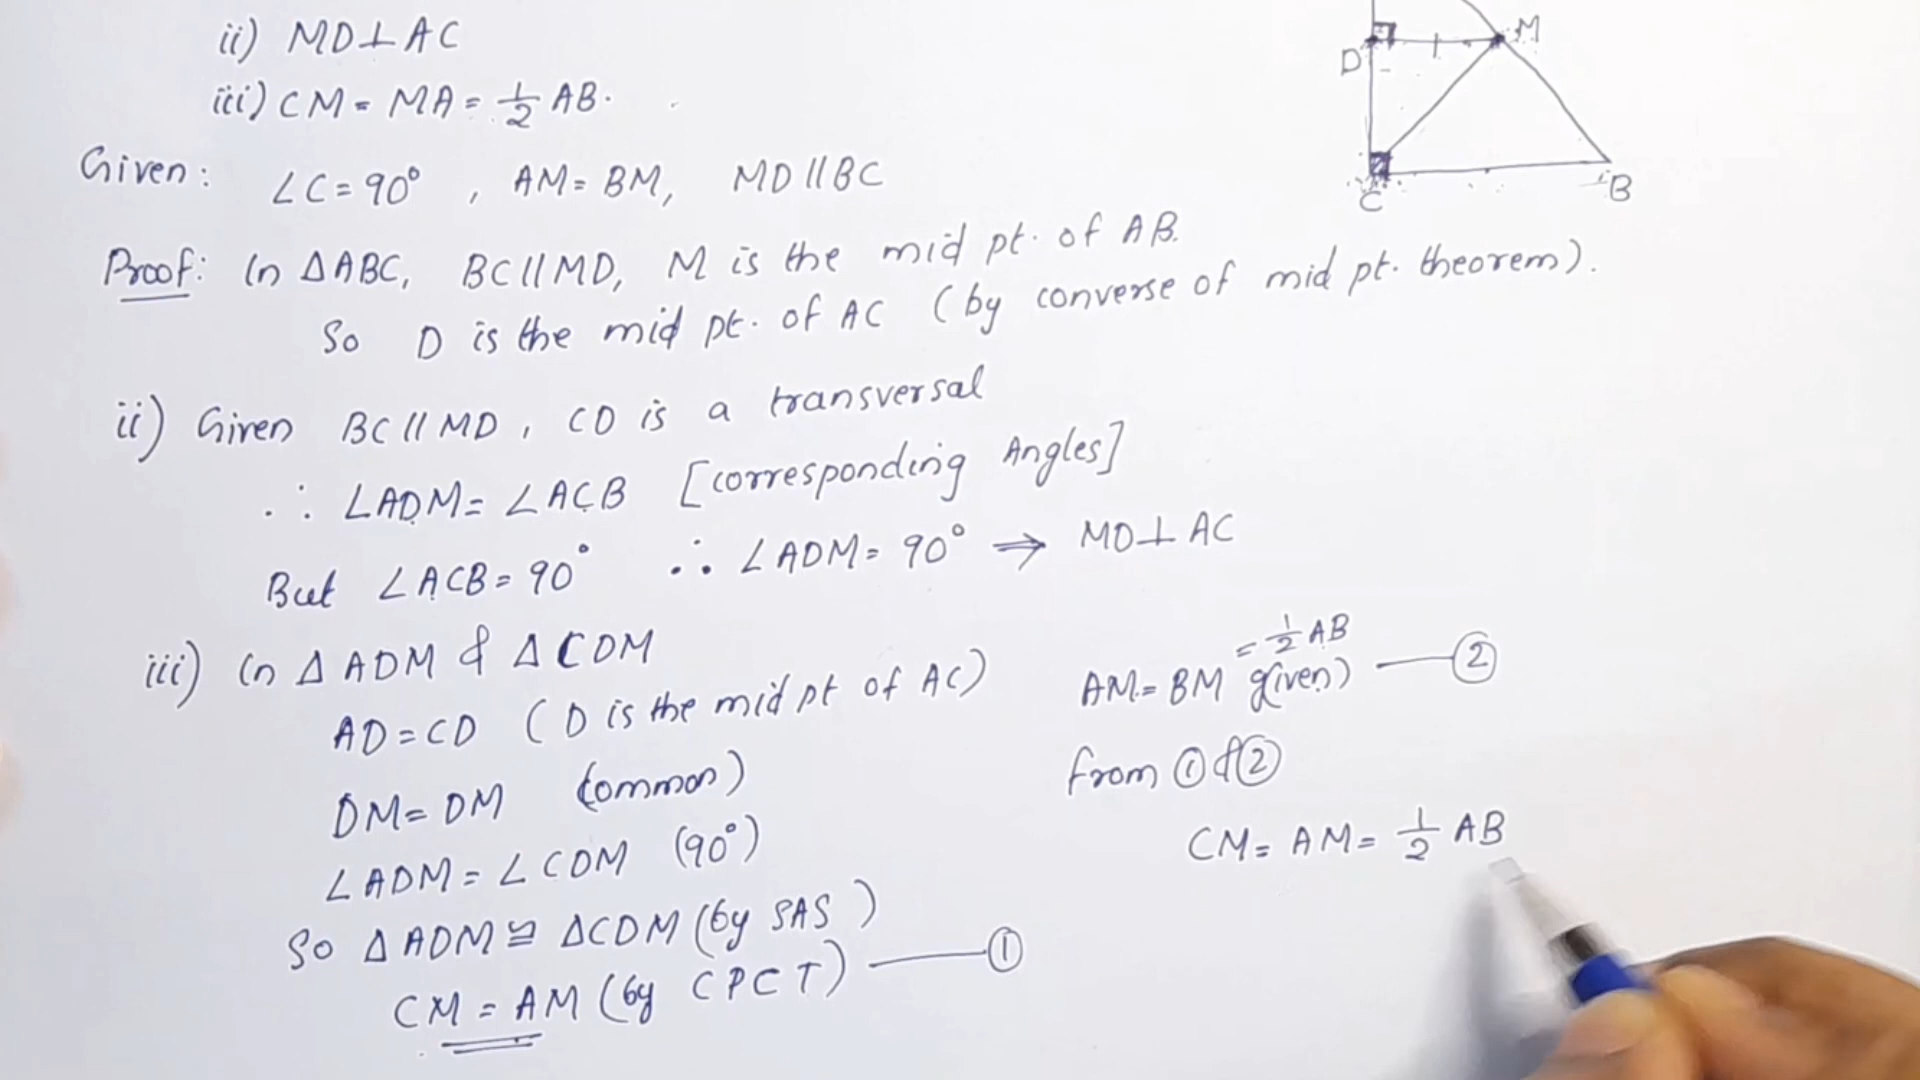 ii) MD⊥AC
iii) CM = MA = 1/2 AB.
Given: ∠C = 90°, AM = BM, MD // BC
Proof: In ΔABC, BC // MD, M is the mid pt. of AB.
So D is the mid pt. of AC (by converse of mid pt. theorem).
ii) Given BC // MD, CD is a transversal
∴ ∠ADM = ∠ACB [corresponding Angles]
But ∠ACB = 90° ∴ ∠ADM = 90° ⇒ MD⊥AC
iii) In Δ ADM & Δ CDM
AD = CD (D is the mid pt of AC)
DM = DM (common)
∠ADM = ∠CDM (90°)
So Δ ADM ≅ ΔCDM (by SAS)
CM = AM (by CPCT) —— ①
= 1/2 AB
AM = BM given) —— ②
from ① & ②
CM = AM = 1/2 AB
D
M
C
B